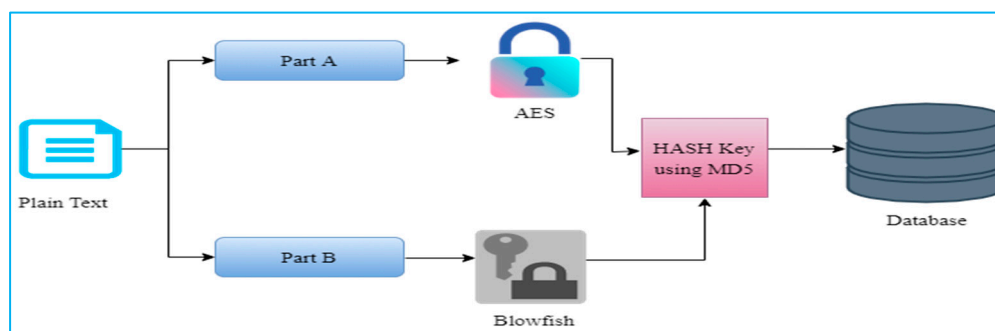 Part A
AES
HASH Key
using MD5
Plain Text
Database
Part B
Blowfish